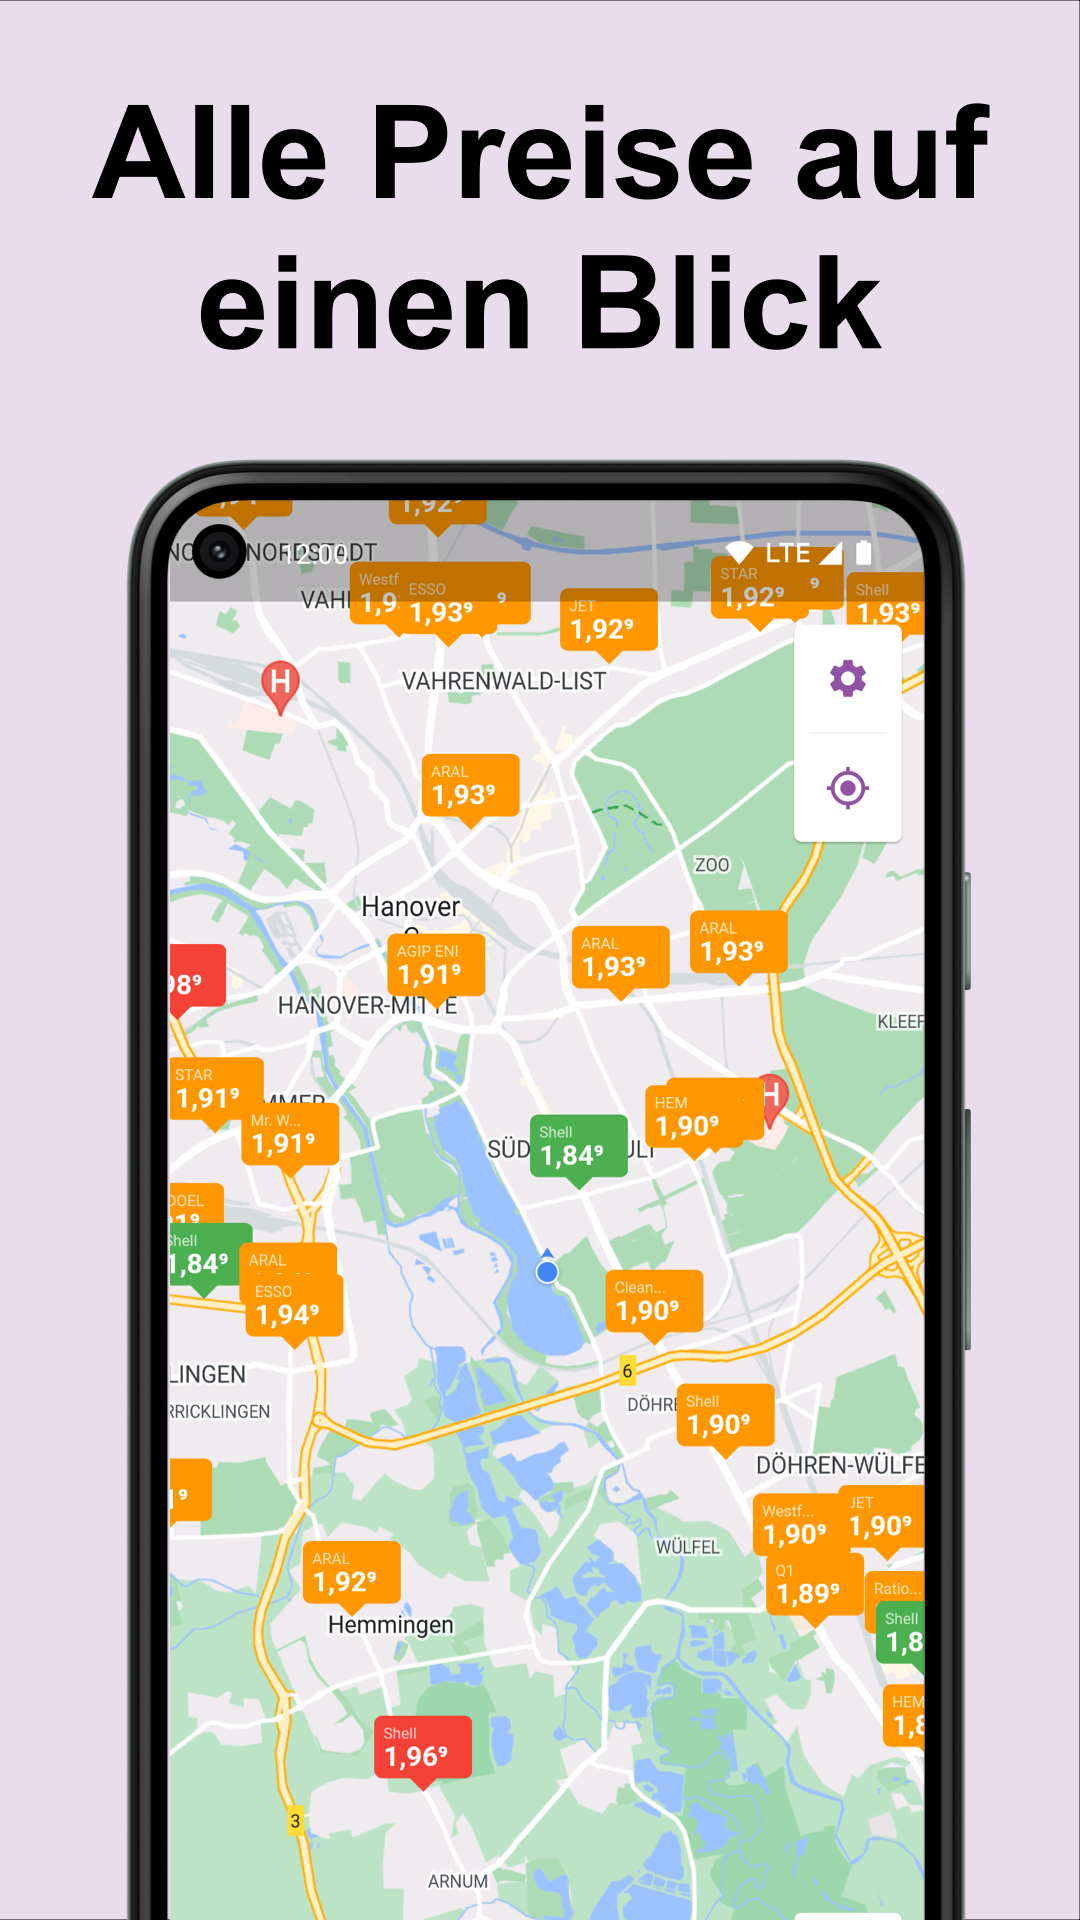 Alle Preise auf
einen Blick
1,92⁹
NORDSTADT
12:00
LTE
Westf
ESSO
1,93⁹
JET
1,92⁹
STAR
1,92⁹
Shell
1,93⁹
VAHRENWALD-LIST
H
ARAL
1,93⁹
ZOO
Hanover
AGIP ENI
1,91⁹
ARAL
1,93⁹
ARAL
1,93⁹
98⁹
HANOVER-MITTE
KLEEF
STAR
1,91⁹
MMER
Mr. W...
1,91⁹
HEM
1,90⁹
H
SÜD
Shell
1,84⁹
ULT
DOEL
Shell
1,84⁹
ARAL
ESSO
1,94⁹
Clean...
1,90⁹
6
LINGEN
RRICKLINGEN
DÖHRE
Shell
1,90⁹
DÖHREN-WÜLFE
Westf...
1,90⁹
JET
1,90⁹
WÜLFEL
Q1
1,89⁹
Ratio...
Shell
1,8
ARAL
1,92⁹
Hemmingen
HEM
1,8
Shell
1,96⁹
3
ARNUM